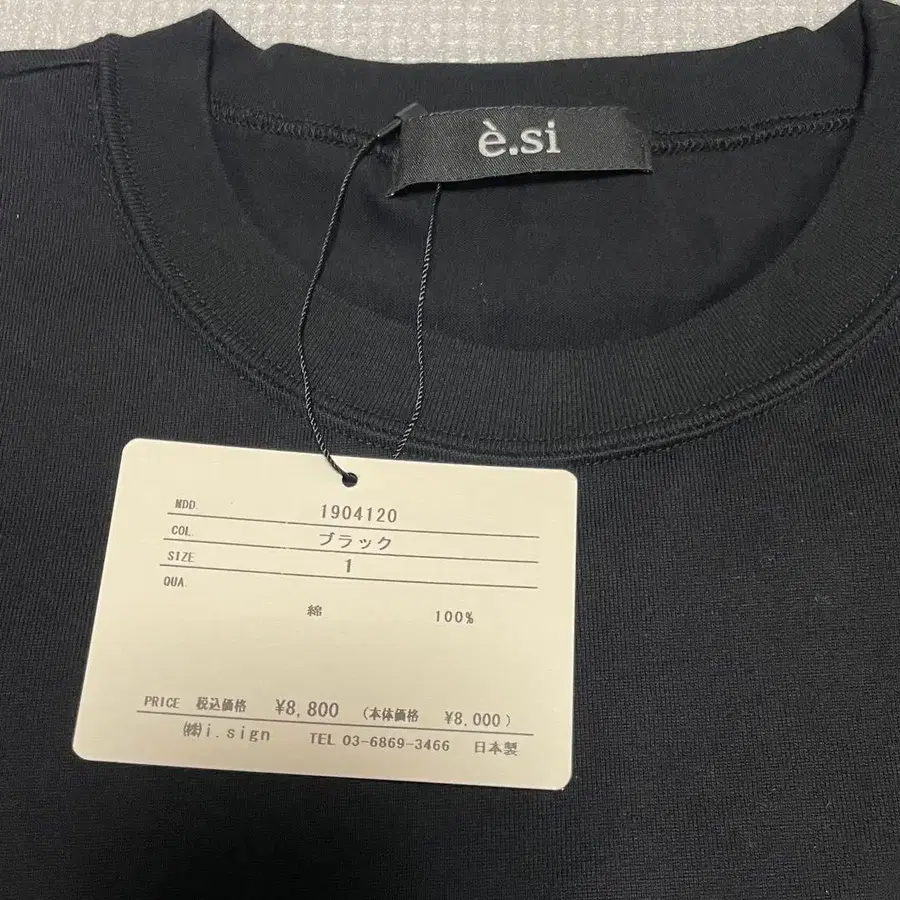 è.si
MDD. 1904120
COL. ブラック
SIZE 1
QUA.
綿 100%
PRICE 税込価格 ¥8,800 (本体価格 ¥8,000)
㈱i.sign TEL 03-6869-3466 日本製